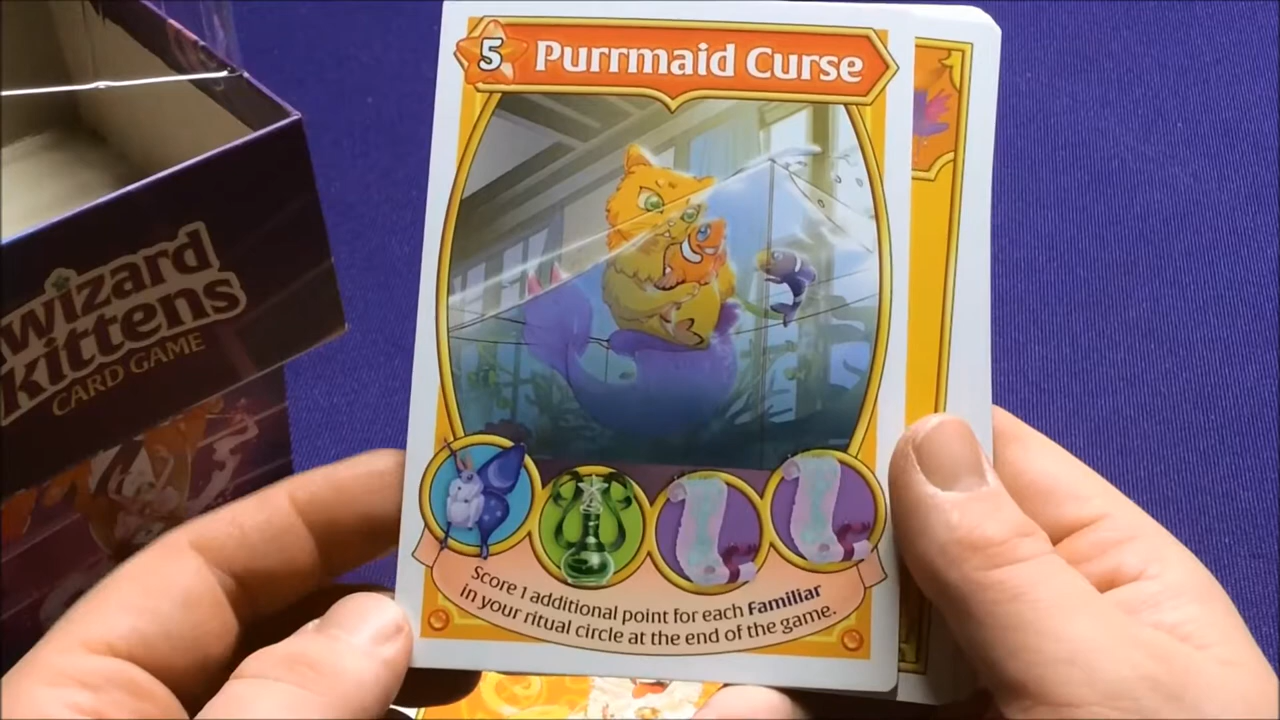 5
Purrmaid Curse
Wizard
Kittens
CARD GAME
Score 1 additional point for each Familiar
in your ritual circle at the end of the game.